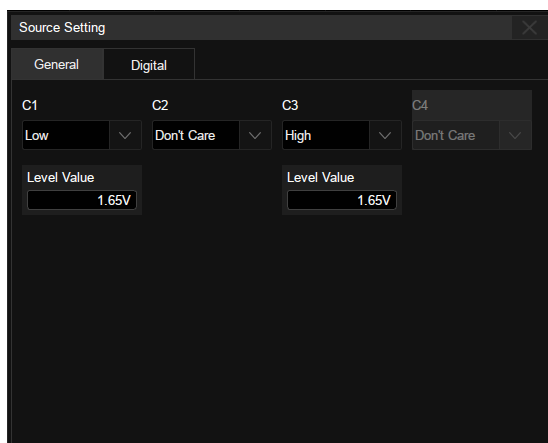 Source Setting
General Digital
C1 C2 C3 C4
Low Don't Care High Don't Care
Level Value Level Value
1.65V 1.65V